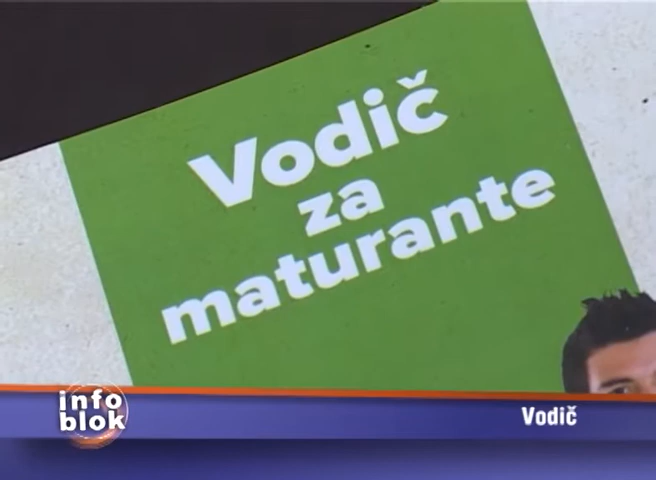 Vodič
za
maturante
info
blok
Vodič